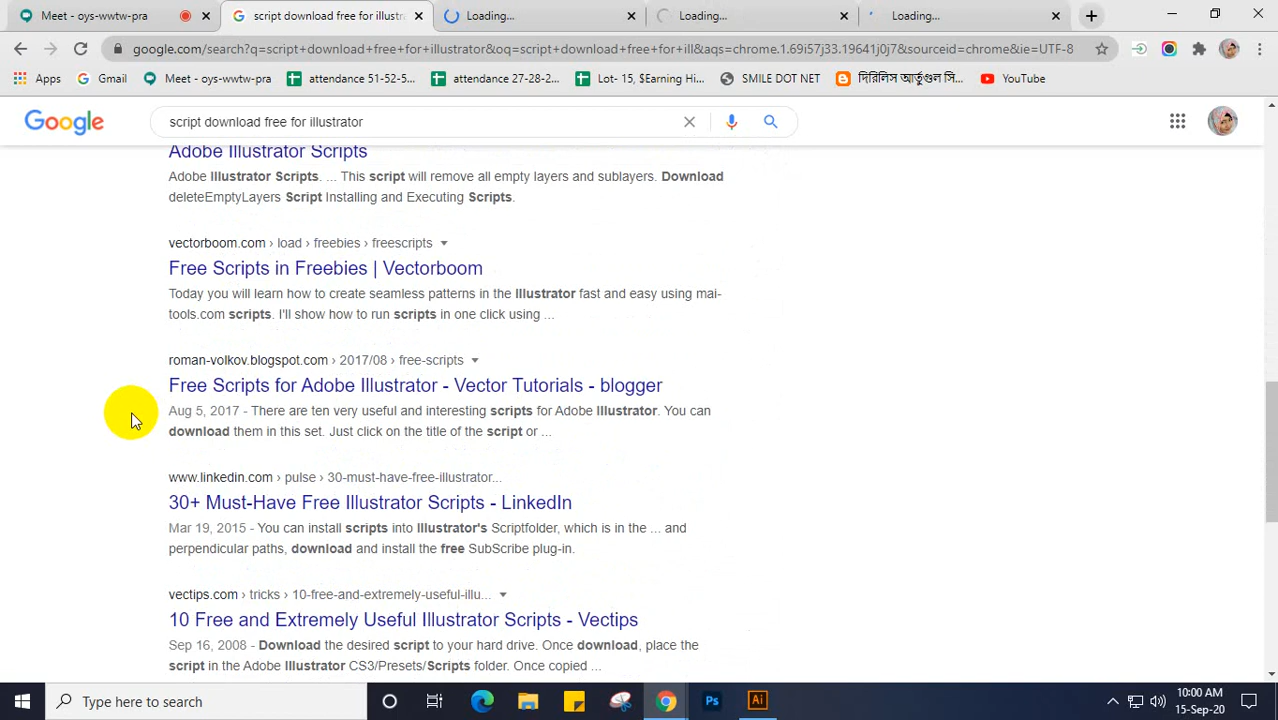 Meet - oys-wwtw-pra
script download free for illustr
Loading...
Loading...
Loading...
google.com/search?q=script+download+free+for+illustrator&oq=script+download+free+for+ill&aqs=chrome.1.69i57j33.19641j0j7&sourceid=chrome&ie=UTF-8
Apps
Gmail
Meet - oys-wwtw-pra
attendance 51-52-5...
attendance 27-28-2...
Lot- 15, $Earning Hi...
SMILE DOT NET
দিরিলিস আর্তুগুল সি...
YouTube
Google
script download free for illustrator
Adobe Illustrator Scripts
Adobe Illustrator Scripts. ... This script will remove all empty layers and sublayers. Download
deleteEmptyLayers Script Installing and Executing Scripts.
vectorboom.com › load › freebies › freescripts
Free Scripts in Freebies | Vectorboom
Today you will learn how to create seamless patterns in the Illustrator fast and easy using mai-
tools.com scripts. I'll show how to run scripts in one click using ...
roman-volkov.blogspot.com › 2017/08 › free-scripts
Free Scripts for Adobe Illustrator - Vector Tutorials - blogger
Aug 5, 2017 - There are ten very useful and interesting scripts for Adobe Illustrator. You can
download them in this set. Just click on the title of the script or ...
www.linkedin.com › pulse › 30-must-have-free-illustrator...
30+ Must-Have Free Illustrator Scripts - LinkedIn
Mar 19, 2015 - You can install scripts into Illustrator's Scriptfolder, which is in the ... and
perpendicular paths, download and install the free SubScribe plug-in.
vectips.com › tricks › 10-free-and-extremely-useful-illu...
10 Free and Extremely Useful Illustrator Scripts - Vectips
Sep 16, 2008 - Download the desired script to your hard drive. Once download, place the
script in the Adobe Illustrator CS3/Presets/Scripts folder. Once copied ...
Type here to search
Ps
Ai
10:00 AM
15-Sep-20